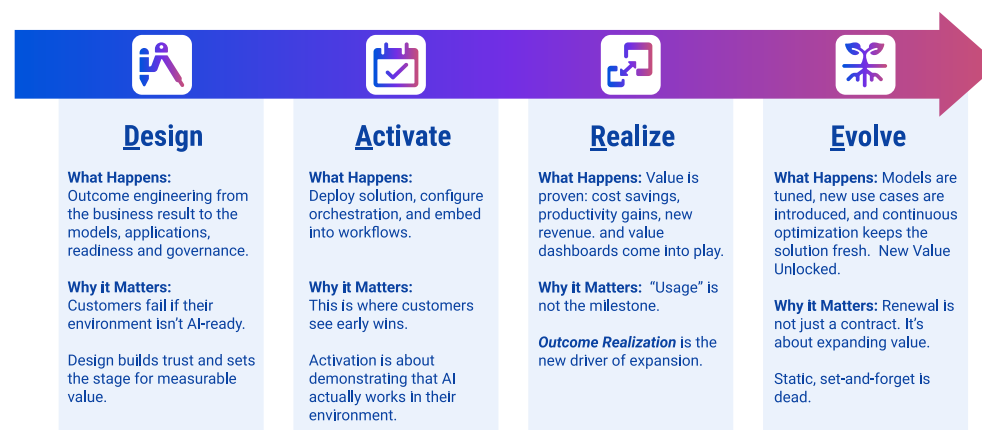 Design
What Happens:
Outcome engineering from
the business result to the
models, applications,
readiness and governance.
Why it Matters:
Customers fail if their
environment isn't AI-ready.
Design builds trust and sets
the stage for measurable
value.
Activate
What Happens:
Deploy solution, configure
orchestration, and embed
into workflows.
Why it Matters:
This is where customers
see early wins.
Activation is about
demonstrating that AI
actually works in their
environment.
Realize
What Happens: Value is
proven: cost savings,
productivity gains, new
revenue. and value
dashboards come into play.
Why it Matters:  “Usage” is
not the milestone.
Outcome Realization is the
new driver of expansion.
Evolve
What Happens: Models are
tuned, new use cases are
introduced, and continuous
optimization keeps the
solution fresh.  New Value
Unlocked.
Why it Matters: Renewal is
not just a contract. It's
about expanding value.
Static, set-and-forget is
dead.